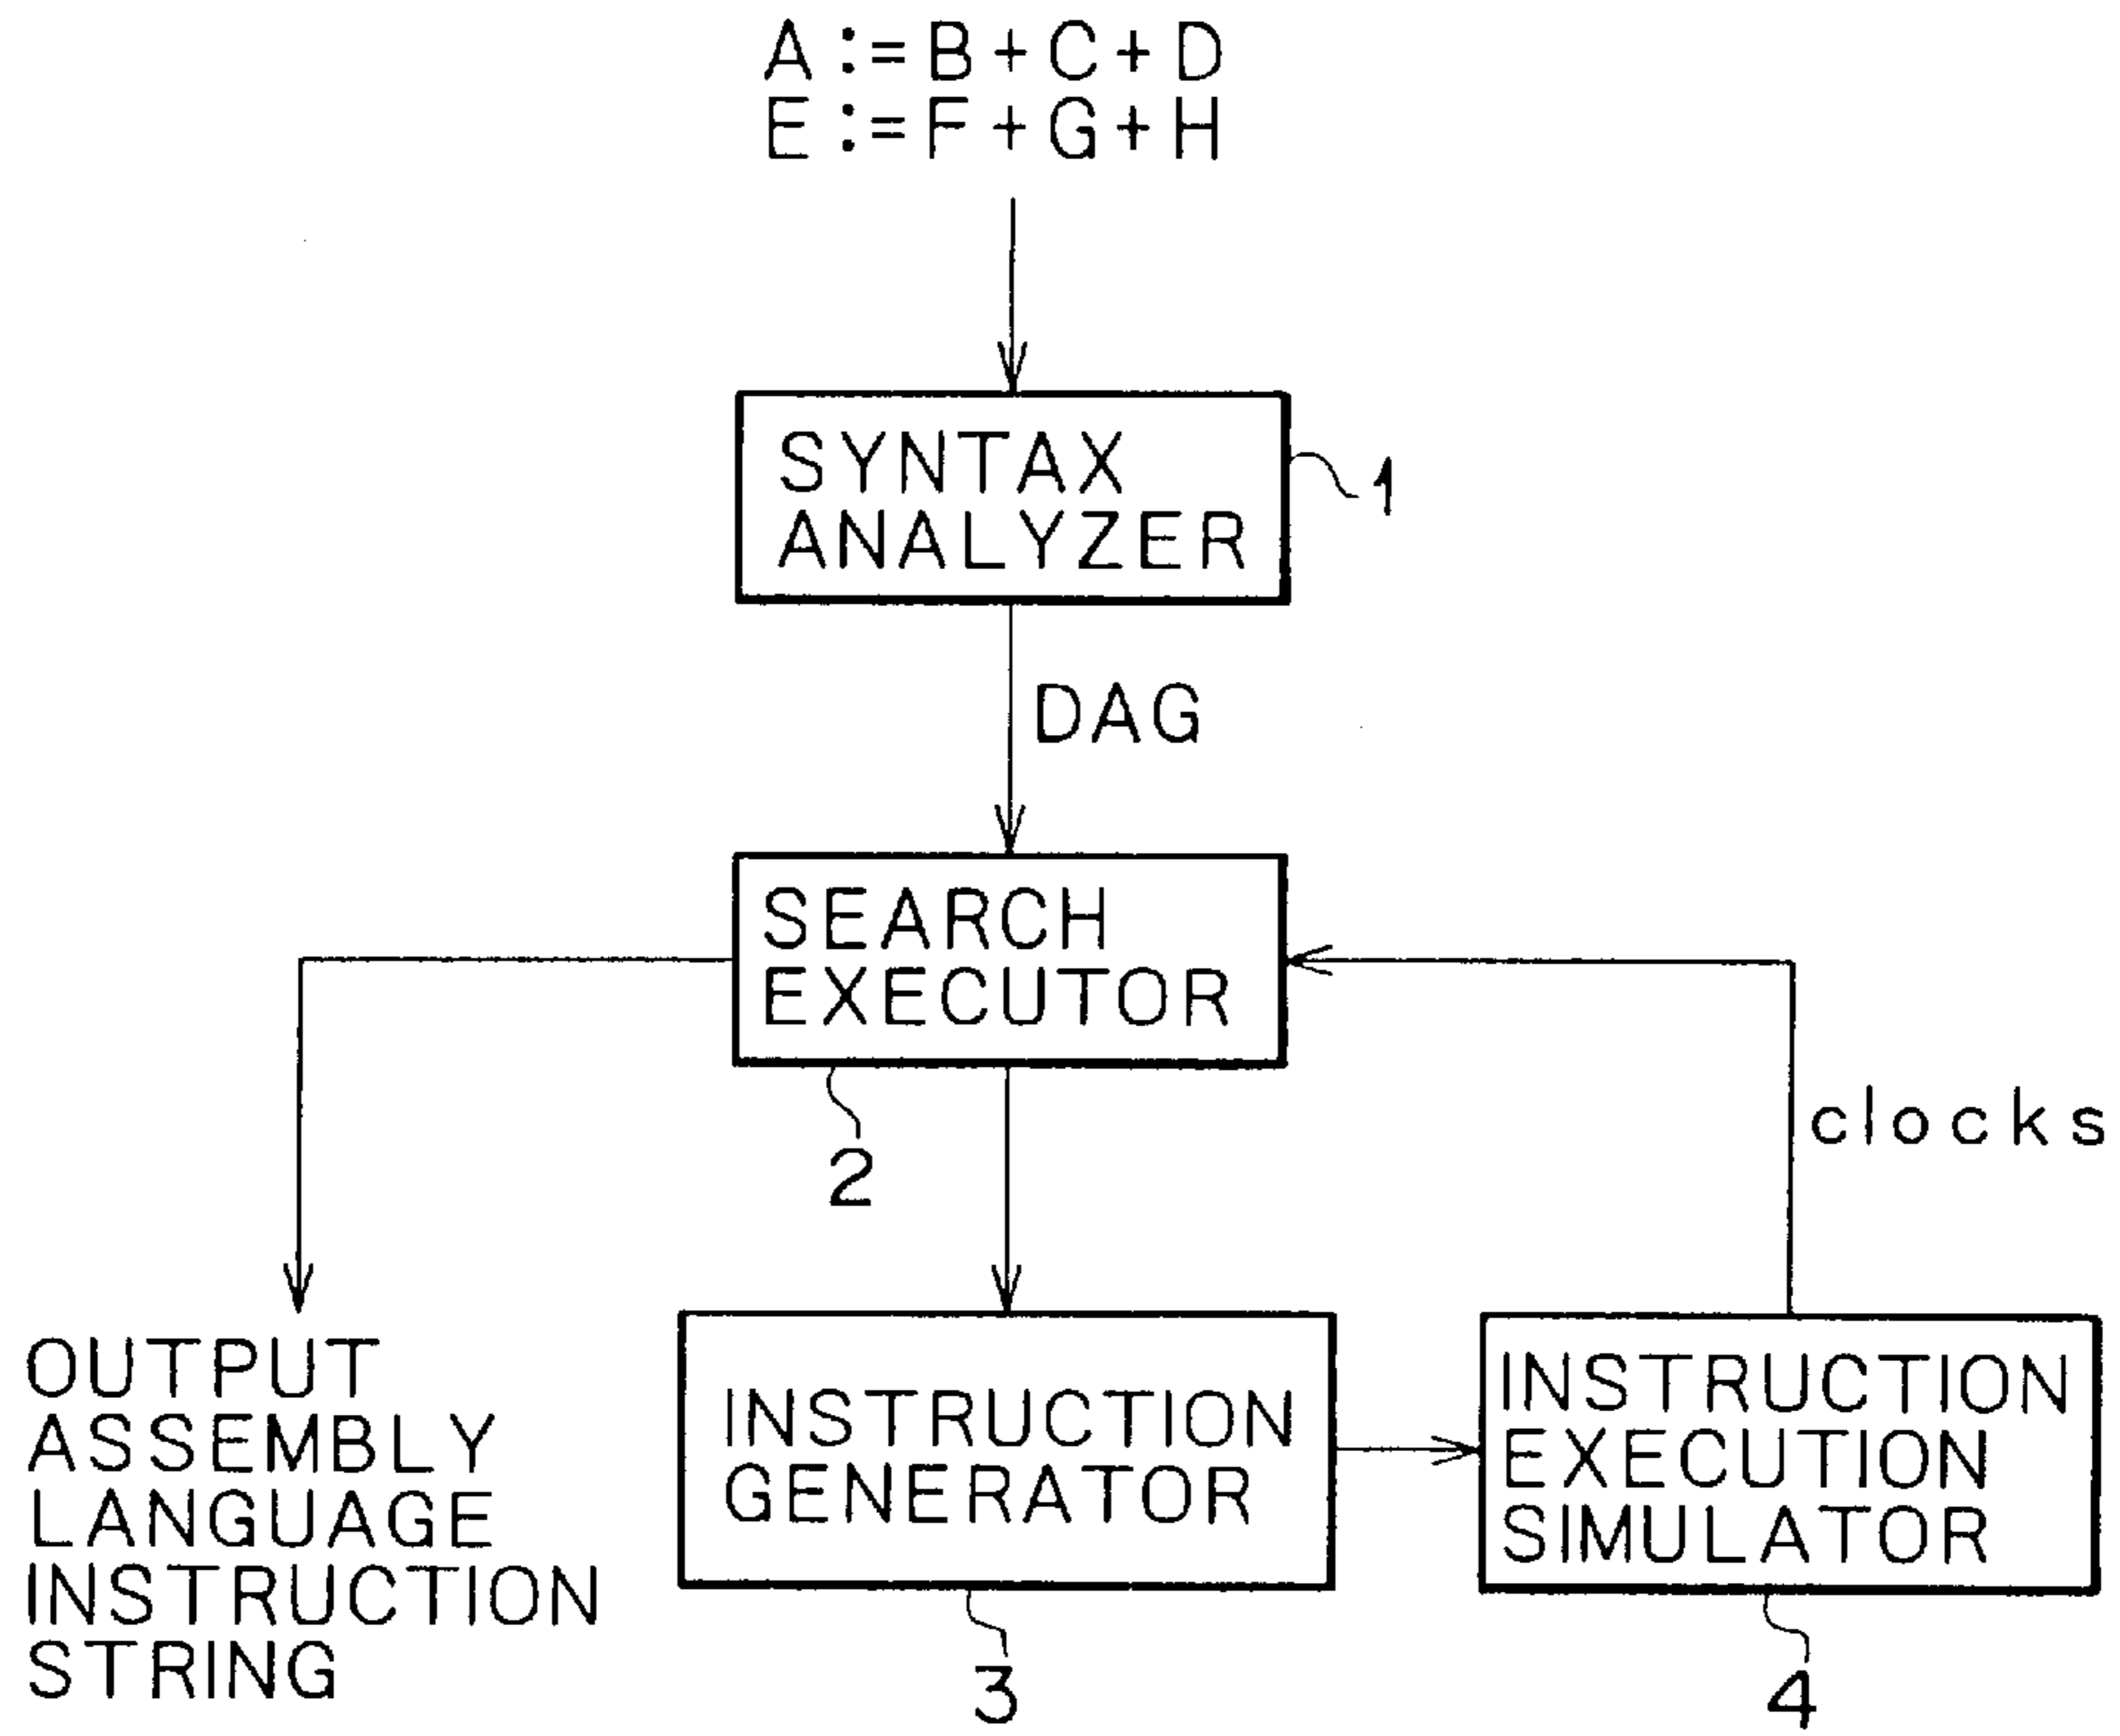 A:=B+C+D
E:=F+G+H
SYNTAX
ANALYZER
1
DAG
SEARCH
EXECUTOR
2
clocks
OUTPUT
ASSEMBLY
LANGUAGE
INSTRUCTION
STRING
INSTRUCTION
GENERATOR
3
INSTRUCTION
EXECUTION
SIMULATOR
4